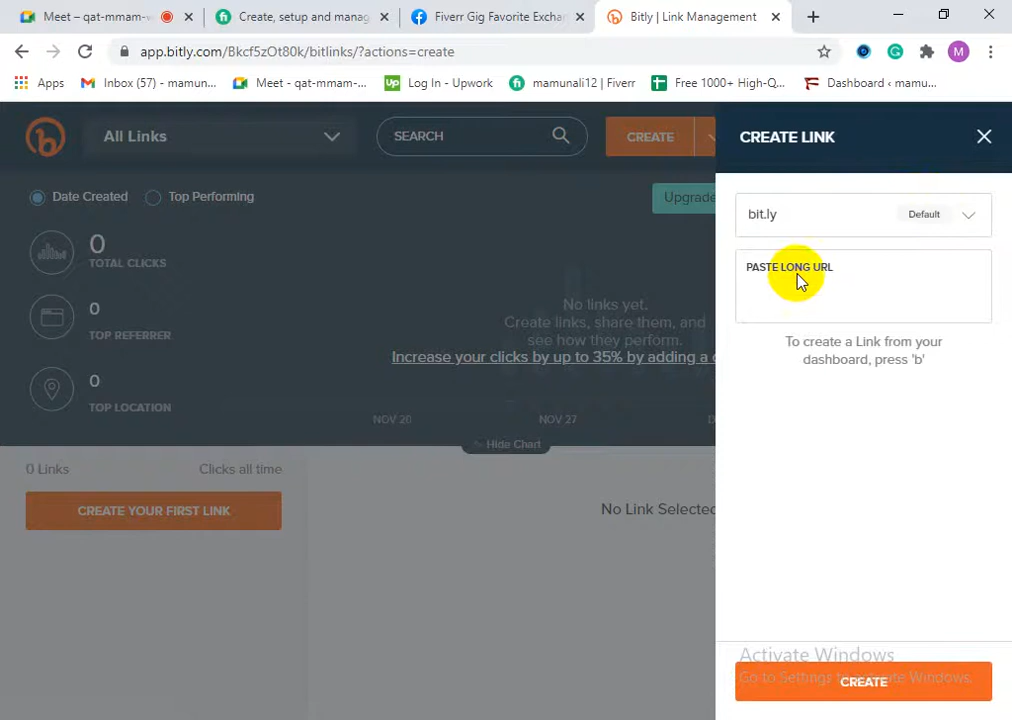 Meet – qat-mmam-w
Create, setup and manag
Fiverr Gig Favorite Exchan
Bitly | Link Management
app.bitly.com/Bkcf5zOt80k/bitlinks/?actions=create
M
Apps
Inbox (57) – mamun...
Meet - qat-mmam-...
Up
Log In - Upwork
mamunali12 | Fiverr
Free 1000+ High-Q...
Dashboard ‹ mamu...
All Links
SEARCH
CREATE
CREATE LINK
Date Created
Top Performing
Upgrade
bit.ly
Default
0
TOTAL CLICKS
PASTE LONG URL
0
TOP REFERRER
No links yet.
Create links, share them, and
see how they perform.
Increase your clicks by up to 35% by adding a c
To create a Link from your
dashboard, press 'b'
0
TOP LOCATION
NOV 20
NOV 27
D
Hide Chart
0 Links
Clicks all time
CREATE YOUR FIRST LINK
No Link Selected
Activate Windows
Go to Settings to activate Windows.
CREATE